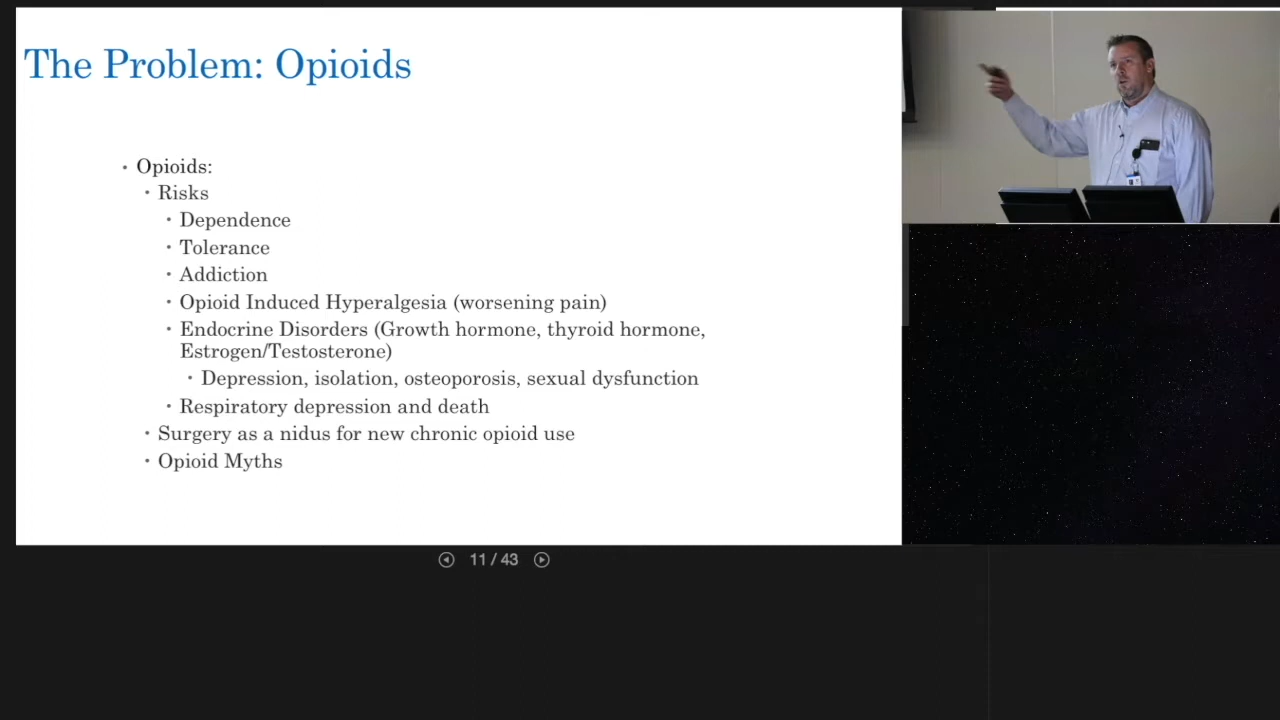 The Problem: Opioids
• Opioids:
• Risks
• Dependence
• Tolerance
• Addiction
• Opioid Induced Hyperalgesia (worsening pain)
• Endocrine Disorders (Growth hormone, thyroid hormone,
Estrogen/Testosterone)
• Depression, isolation, osteoporosis, sexual dysfunction
• Respiratory depression and death
• Surgery as a nidus for new chronic opioid use
• Opioid Myths
11 / 43